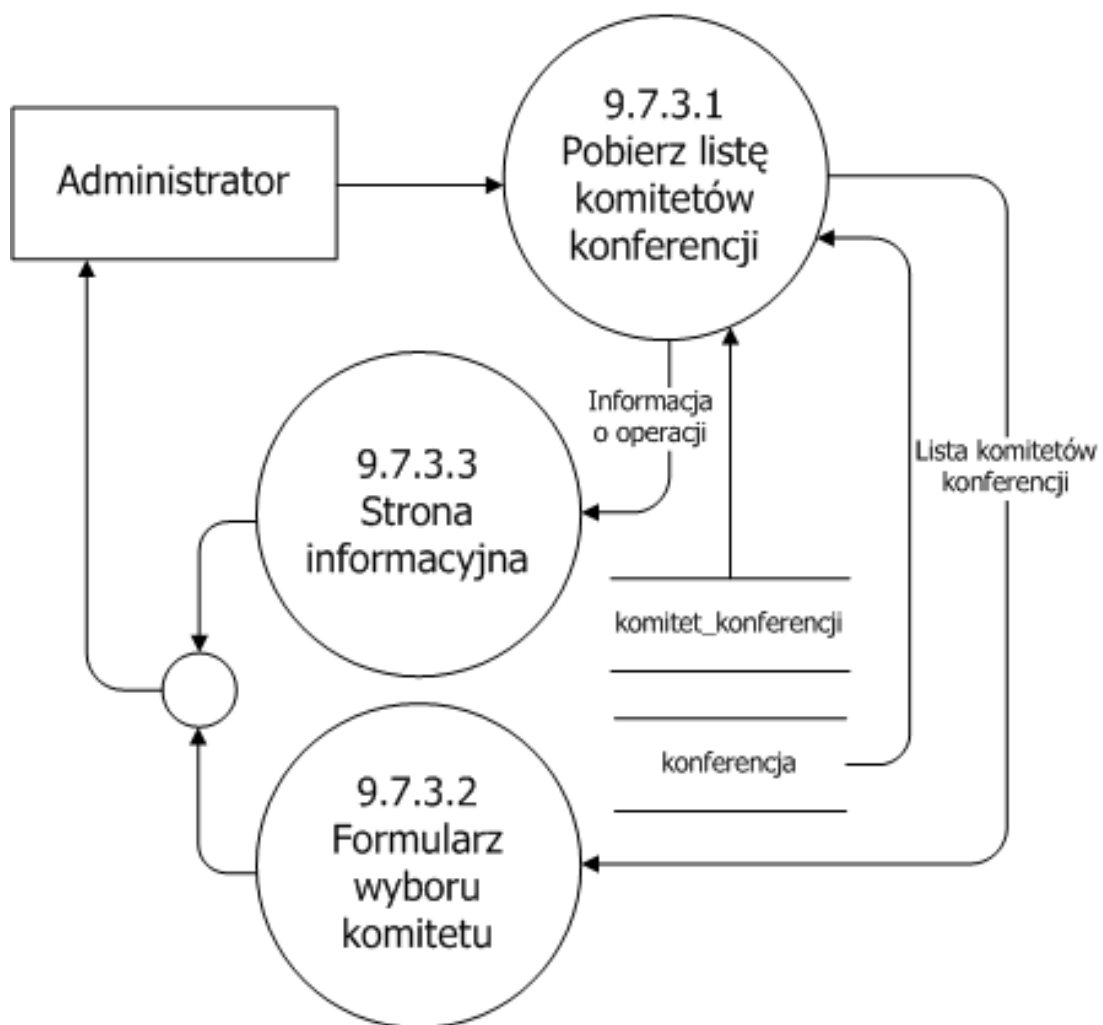 9.7.3.1
Pobierz listę
komitetów
konferencji
Administrator
Informacja
o operacji
Lista komitetów
konferencji
9.7.3.3
Strona
informacyjna
komitet_konferencji
konferencja
9.7.3.2
Formularz
wyboru
komitetu